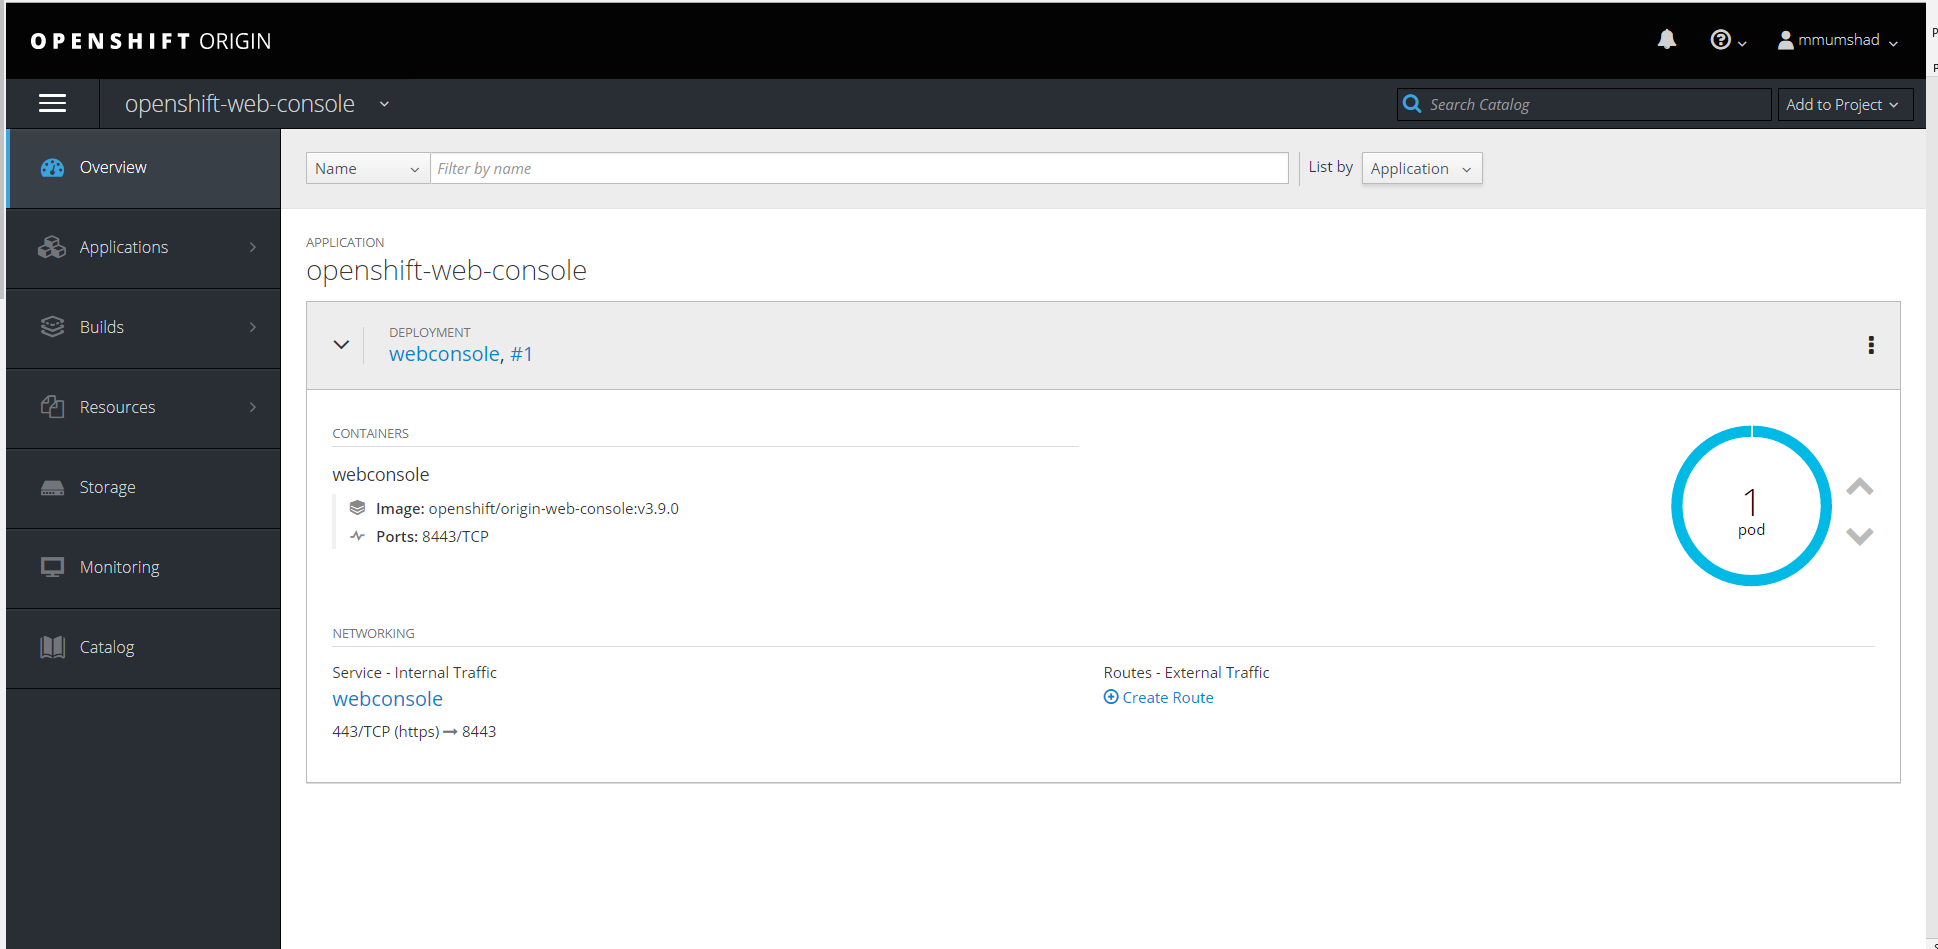 OPENSHIFT ORIGIN
mmumshad
openshift-web-console
Search Catalog
Add to Project
Overview
Applications
Builds
Resources
Storage
Monitoring
Catalog
Name
Filter by name
List by
Application
APPLICATION
openshift-web-console
DEPLOYMENT
webconsole, #1
CONTAINERS
webconsole
Image: openshift/origin-web-console:v3.9.0
Ports: 8443/TCP
1
pod
NETWORKING
Service - Internal Traffic
webconsole
443/TCP (https) → 8443
Routes - External Traffic
Create Route